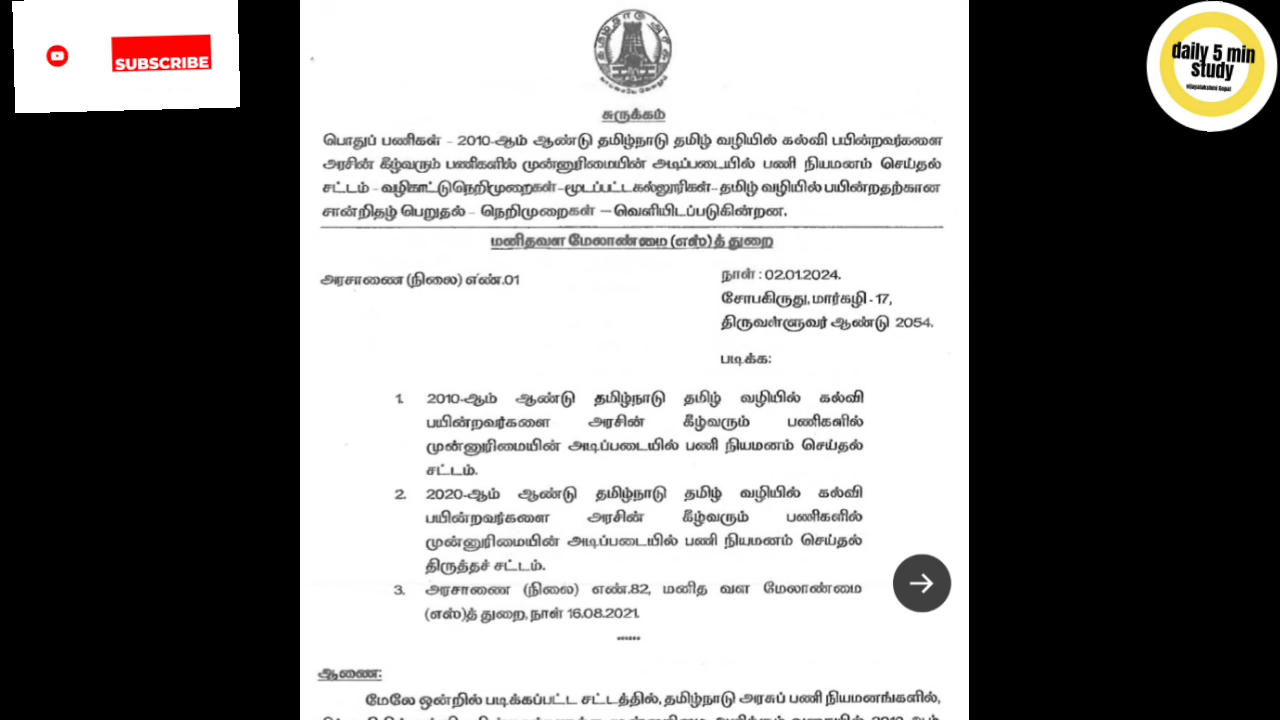 SUBSCRIBE
daily 5 min
study
vijayalakshmi Gopal
சுருக்கம்
பொதுப் பணிகள் – 2010-ஆம் ஆண்டு தமிழ்நாடு தமிழ் வழியில் கல்வி பயின்றவர்களை
அரசின் கீழ்வரும் பணிகளில் முன்னுரிமையின் அடிப்படையில் பணி நியமனம் செய்தல்
சட்டம் – வழிகாட்டுநெறிமுறைகள் –மூடப்பட்டகல்லூரிகள்– தமிழ் வழியில் பயின்றதற்கான
சான்றிதழ் பெறுதல் – நெறிமுறைகள் – வெளியிடப்படுகின்றன.
மனிதவள மேலாண்மை (எஸ்)த் துறை
அரசாணை (நிலை) எண்.01
நாள் : 02.01.2024.
சோபகிருது, மார்கழி - 17,
திருவள்ளுவர் ஆண்டு 2054.
படிக்க:
1. 2010-ஆம் ஆண்டு தமிழ்நாடு தமிழ் வழியில் கல்வி
பயின்றவர்களை அரசின் கீழ்வரும் பணிகளில்
முன்னுரிமையின் அடிப்படையில் பணி நியமனம் செய்தல்
சட்டம்.
2. 2020-ஆம் ஆண்டு தமிழ்நாடு தமிழ் வழியில் கல்வி
பயின்றவர்களை அரசின் கீழ்வரும் பணிகளில்
முன்னுரிமையின் அடிப்படையில் பணி நியமனம் செய்தல்
திருத்தச் சட்டம்.
3. அரசாணை (நிலை) எண்.82, மனித வள மேலாண்மை
(எஸ்)த் துறை, நாள் 16.08.2021.
******
ஆணை:
மேலே ஒன்றில் படிக்கப்பட்ட சட்டத்தில், தமிழ்நாடு அரசுப் பணி நியமனங்களில்,